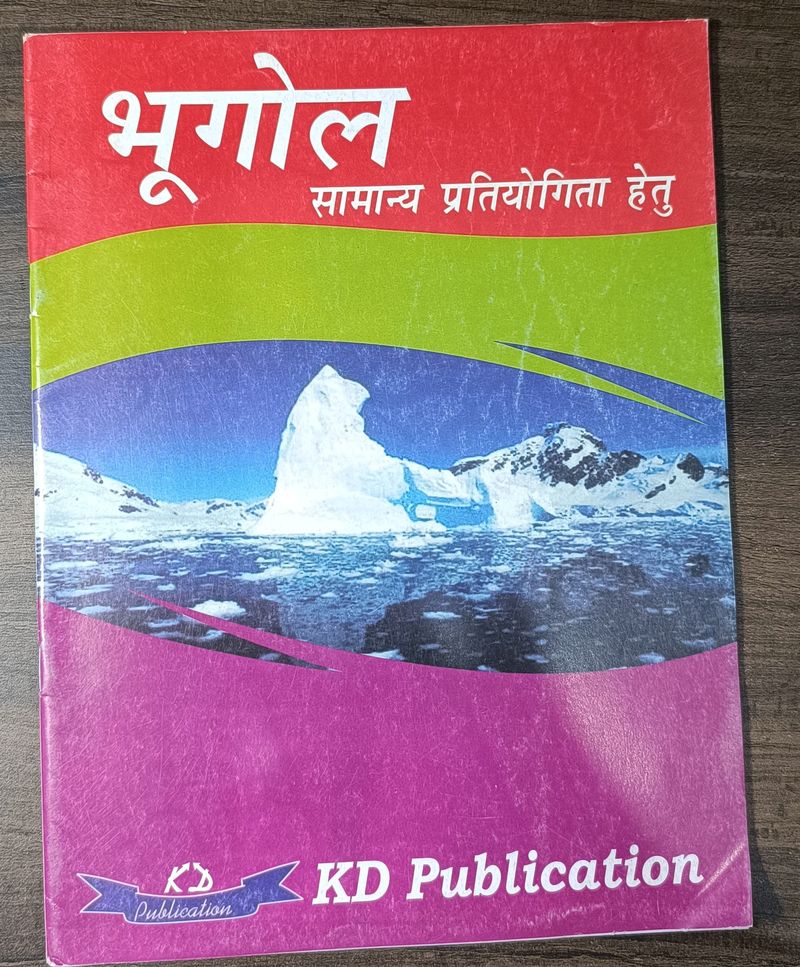 भूगोल
सामान्य प्रतियोगिता हेतु
KD
Publication
KD Publication